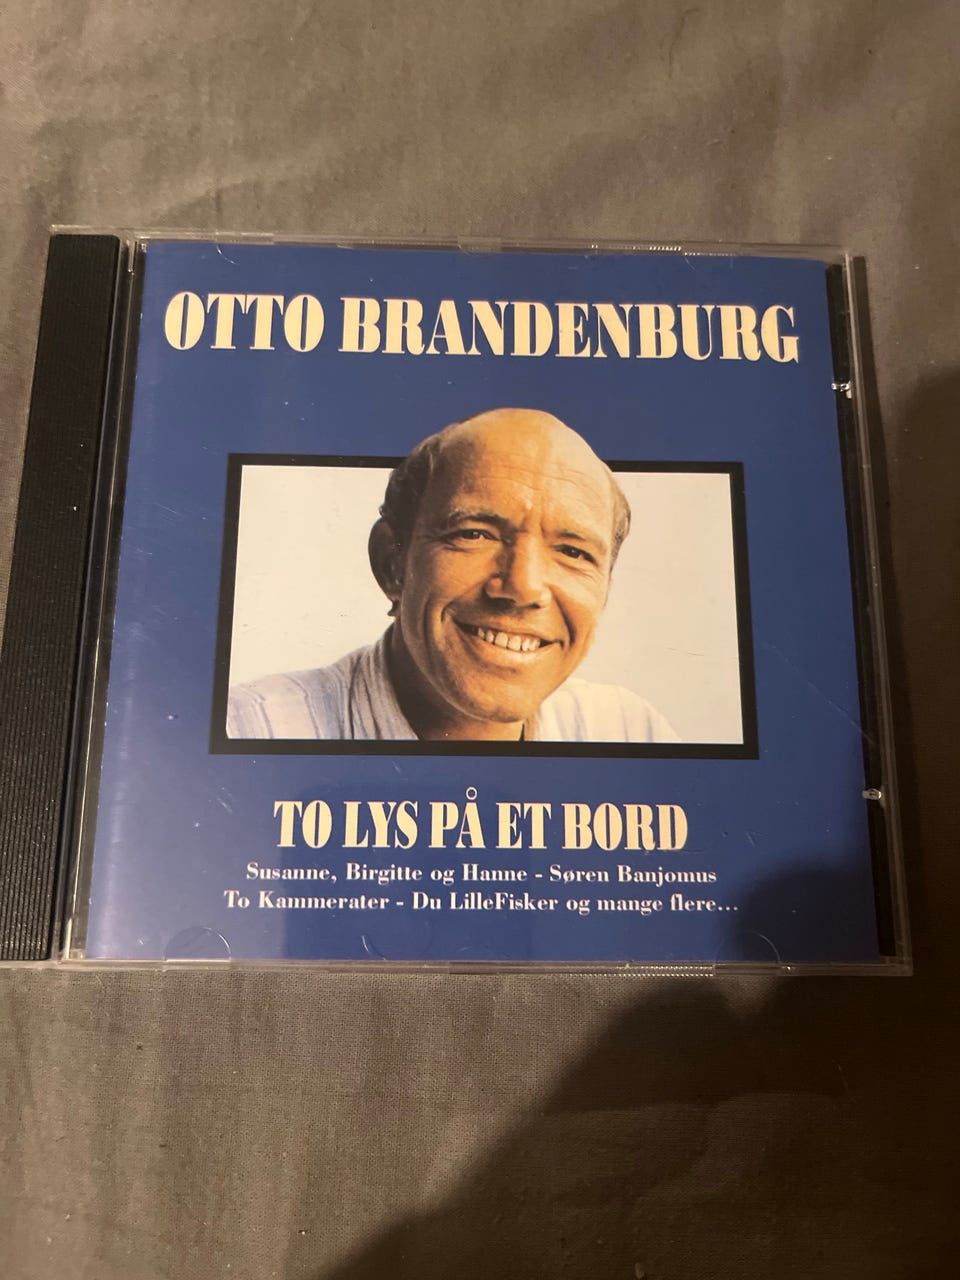 OTTO BRANDENBURG
TO LYS PÅ ET BORD
Susanne, Birgitte og Hanne - Søren Banjomus
To Kammerater - Du LilleFisker og mange flere...